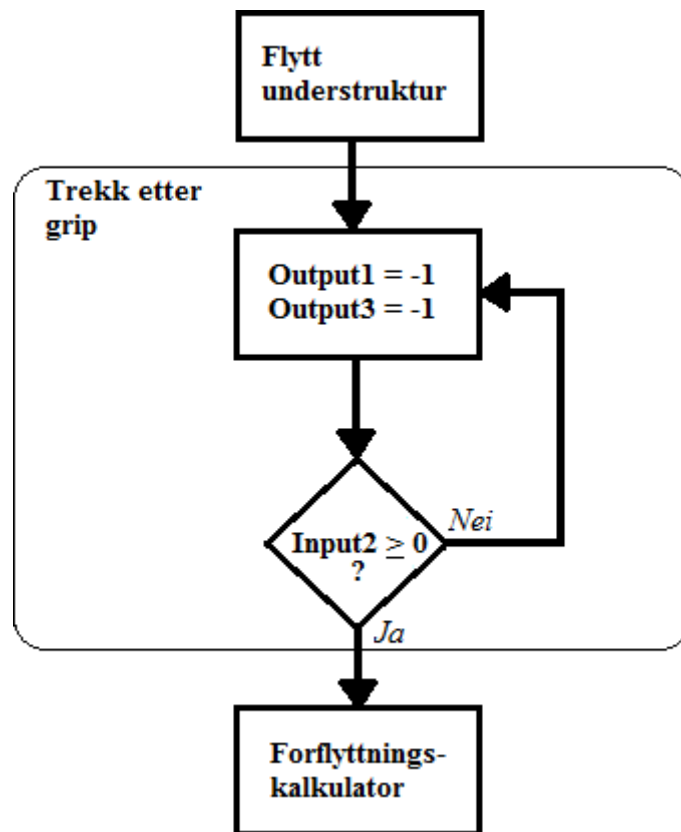 Flytt
understruktur
Trekk etter
grip
Output1 = -1
Output3 = -1
Nei
Input2 ≥ 0
?
Ja
Forflyttnings-
kalkulator